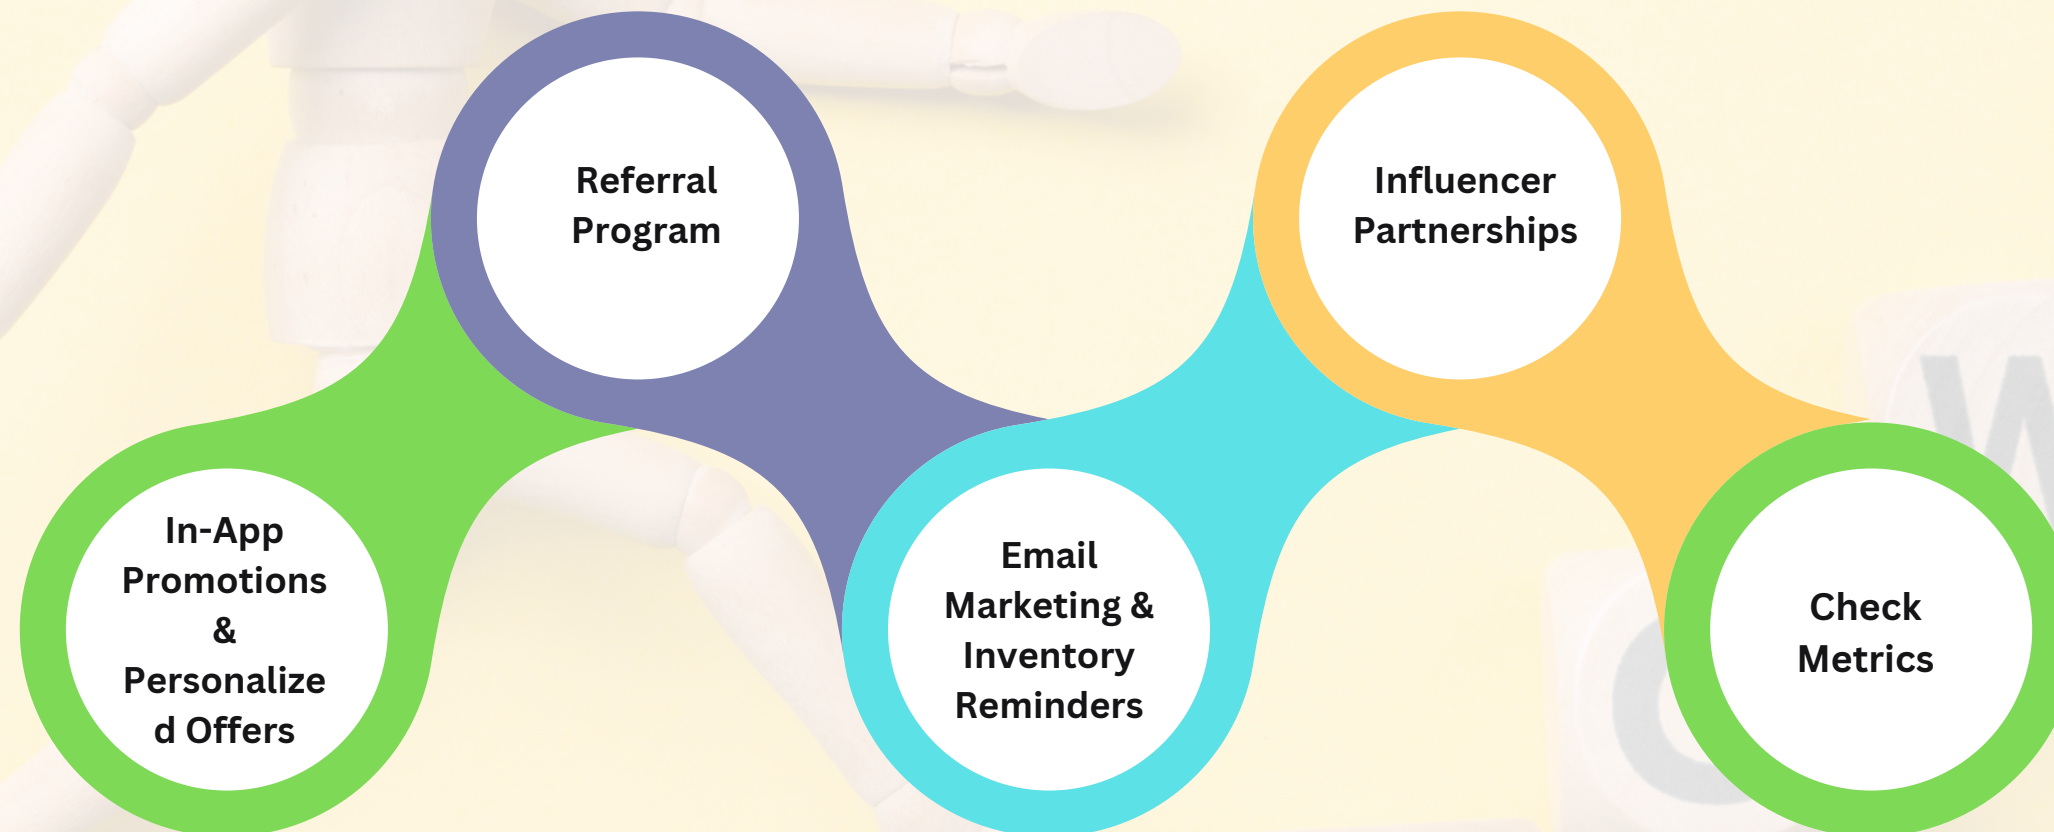 In-App
Promotions
&
Personalize
d Offers
Referral
Program
Email
Marketing &
Inventory
Reminders
Influencer
Partnerships
Check
Metrics
W